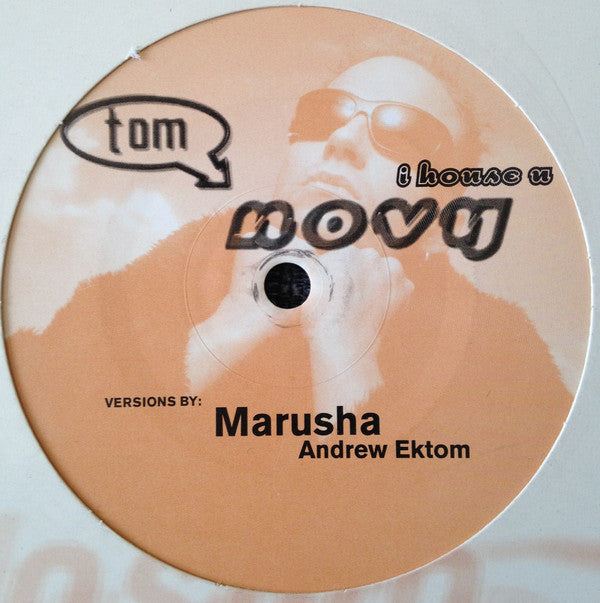 tom
i house u
novy
VERSIONS BY:
Marusha
Andrew Ektom